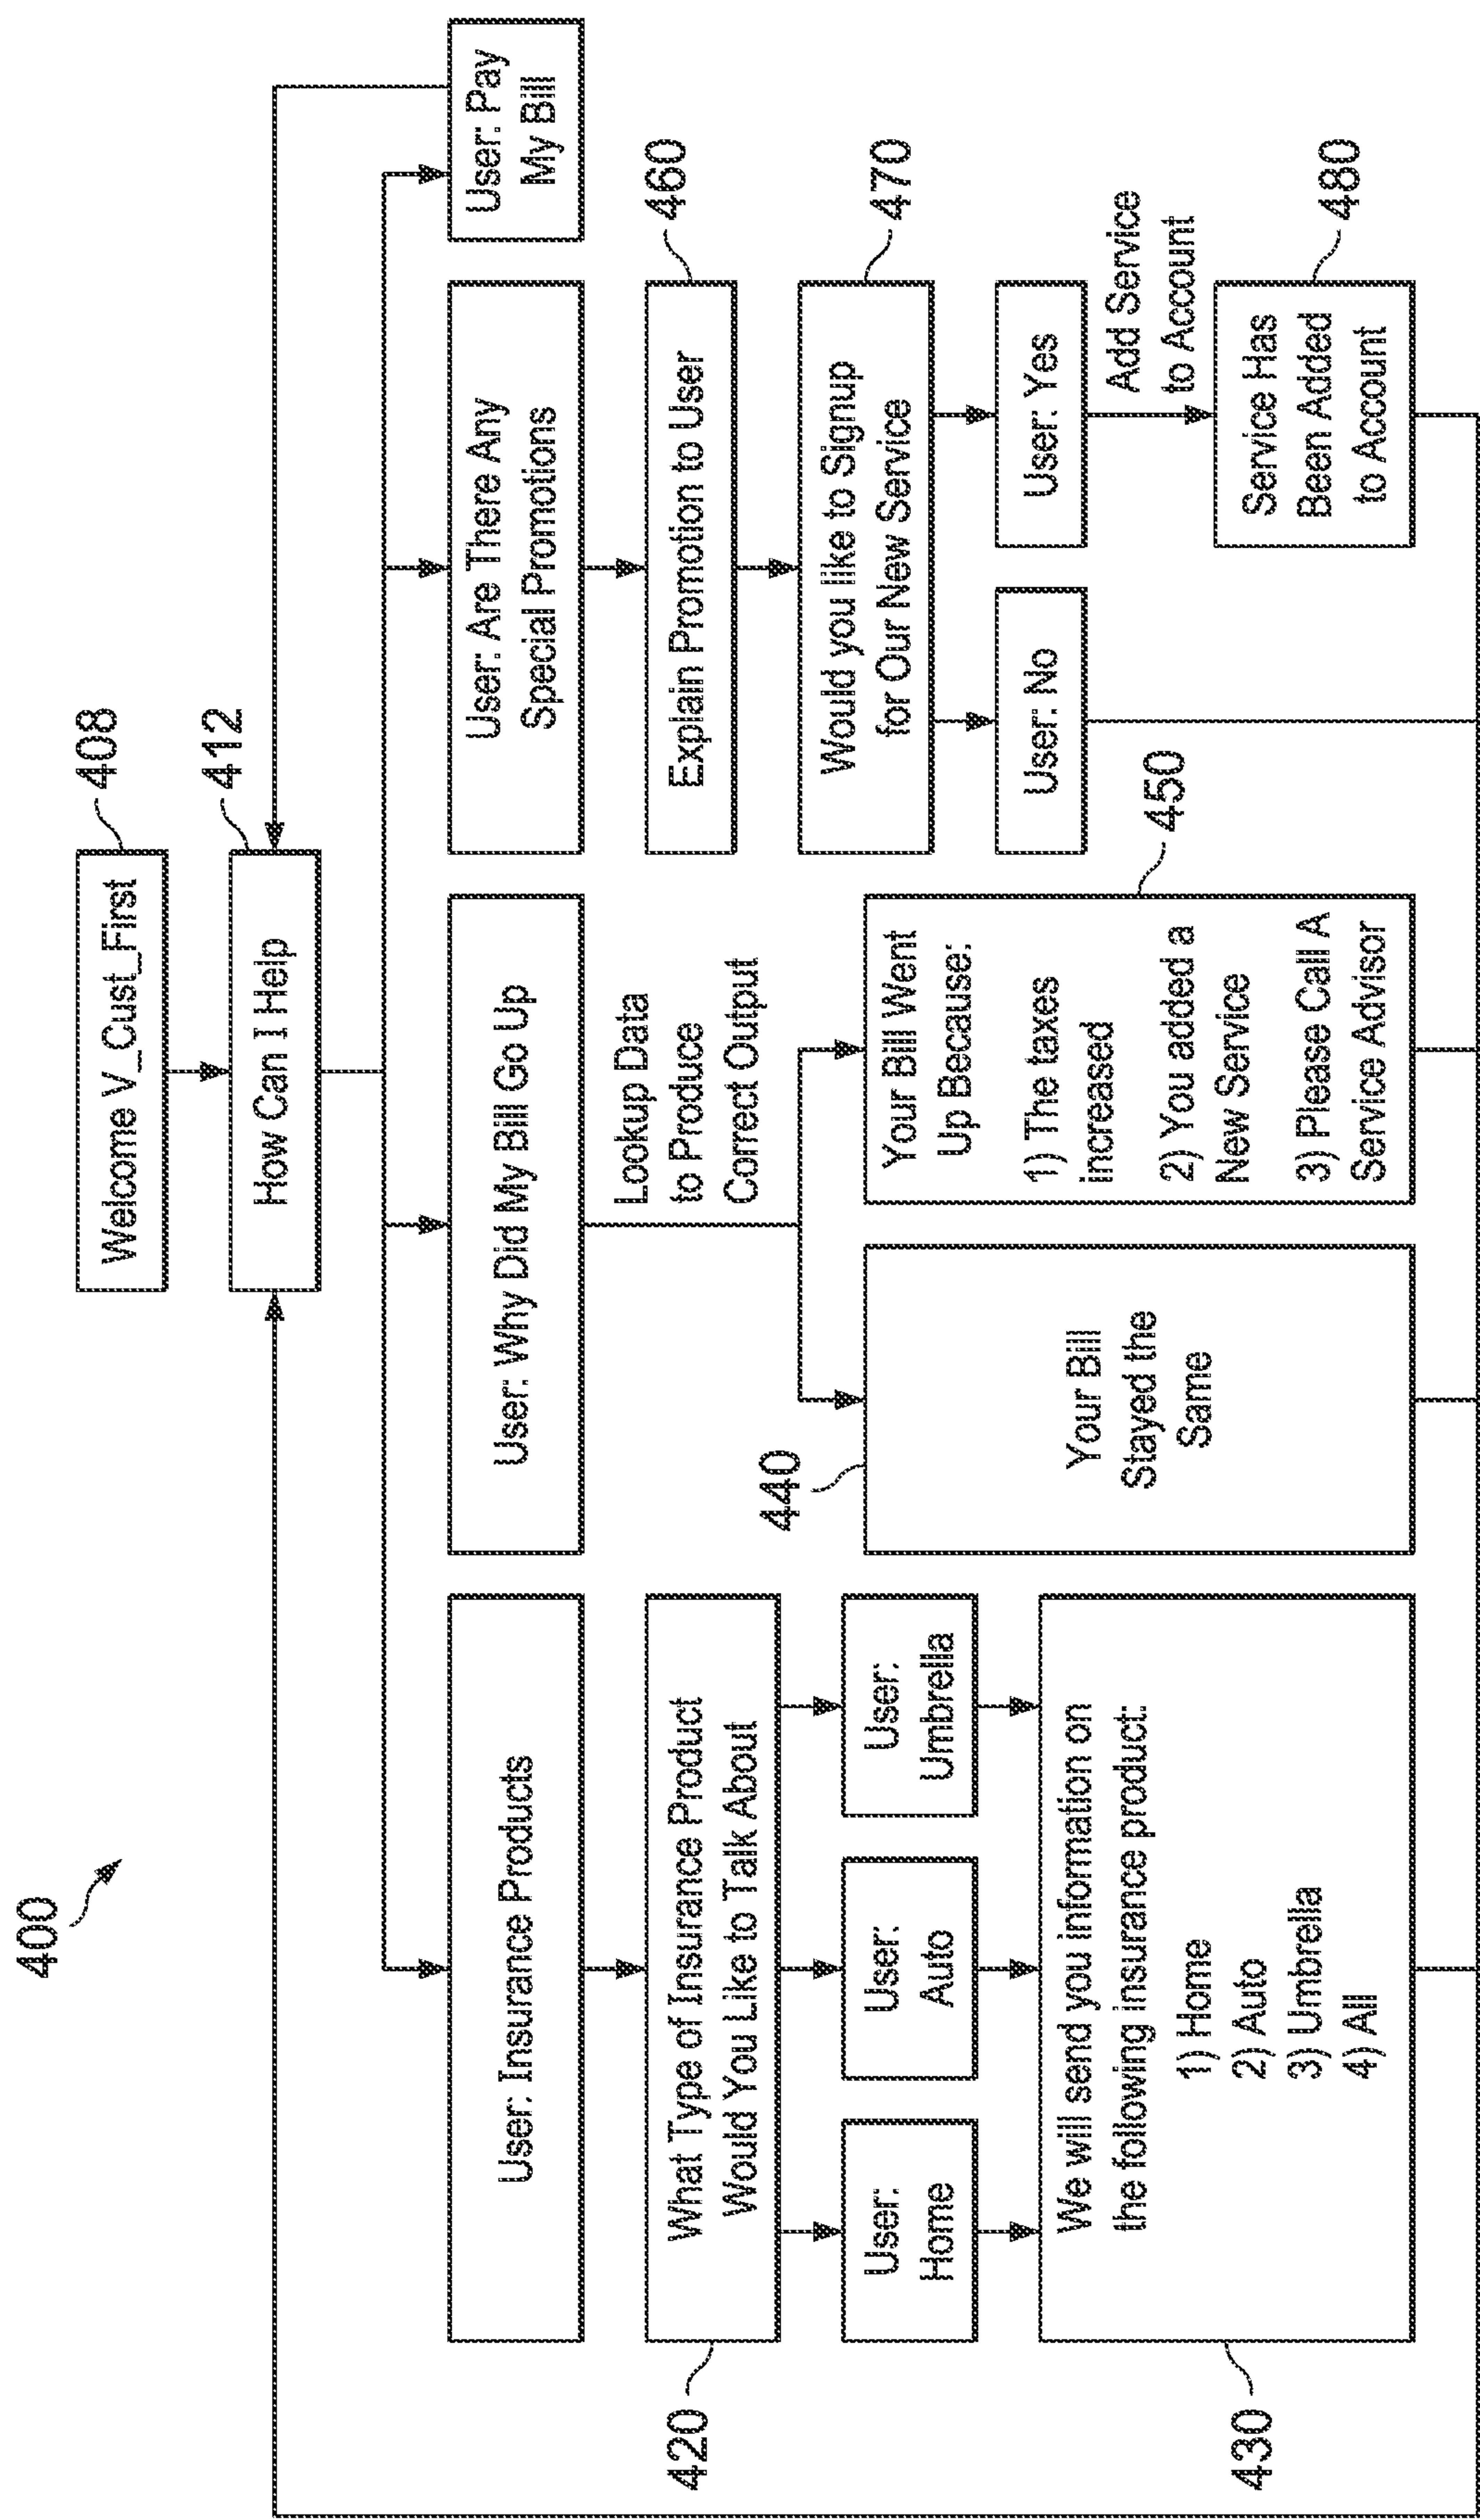 400
Welcome V_Cust_First
408
How Can I Help
412
User: Insurance Products
What Type of Insurance Product
Would You Like to Talk About
420
User:
Home
User:
Auto
User:
Umbrella
We will send you information on
the following insurance product:
1) Home
2) Auto
3) Umbrella
4) All
430
User: Why Did My Bill Go Up
Lookup Data
to Produce
Correct Output
440
Your Bill
Stayed the
Same
Your Bill Went
Up Because:
1) The taxes
increased
2) You added a
New Service
3) Please Call A
Service Advisor
450
User: Are There Any
Special Promotions
Explain Promotion to User
460
Would you like to Signup
for Our New Service
470
User: No
User: Yes
Add Service
to Account
Service Has
Been Added
to Account
480
User: Pay
My Bill